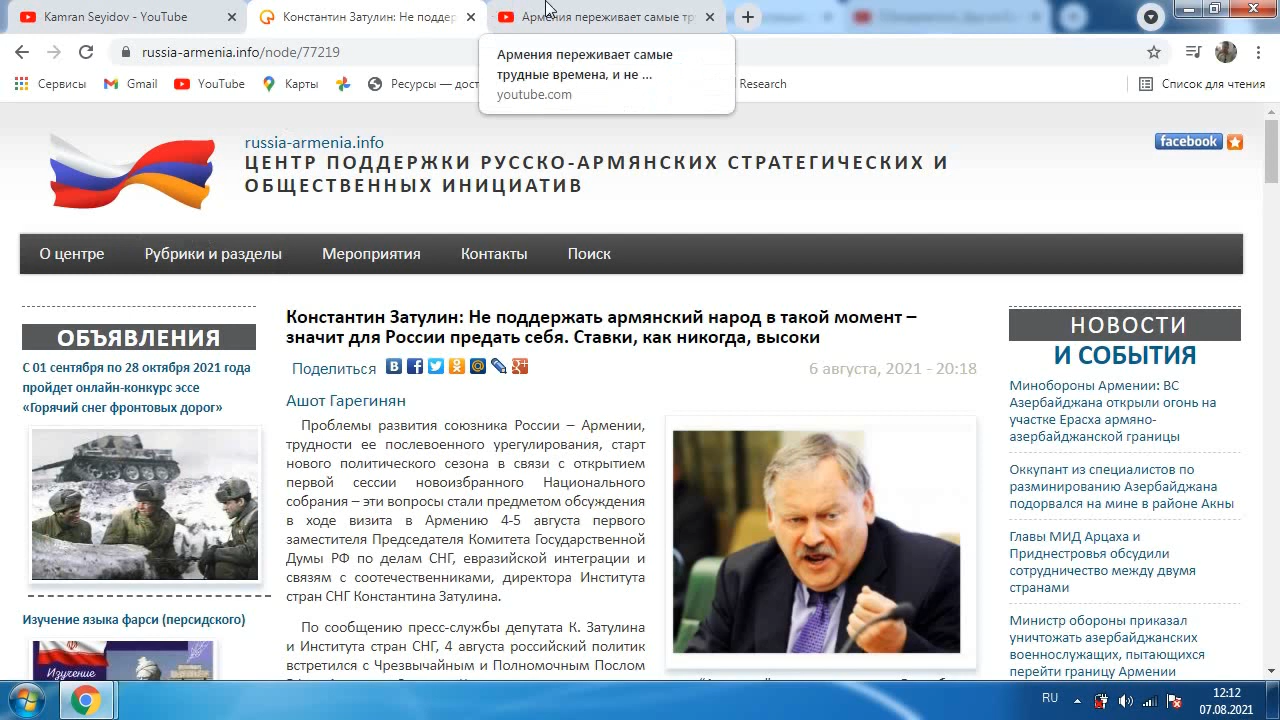 Kamran Seyidov - YouTube
Константин Затулин: Не поддер
Армения переживает самые тр
russia-armenia.info/node/77219
Армения переживает самые
трудные времена, и не ...
youtube.com
Сервисы
Gmail
YouTube
Карты
Ресурсы — дост
Research
Список для чтения
russia-armenia.info
ЦЕНТР ПОДДЕРЖКИ РУССКО-АРМЯНСКИХ СТРАТЕГИЧЕСКИХ И
ОБЩЕСТВЕННЫХ ИНИЦИАТИВ
facebook
О центре
Рубрики и разделы
Мероприятия
Контакты
Поиск
ОБЪЯВЛЕНИЯ
С 01 сентября по 28 октября 2021 года
пройдет онлайн-конкурс эссе
«Горячий снег фронтовых дорог»
Изучение языка фарси (персидского)
Изучение
Константин Затулин: Не поддержать армянский народ в такой момент –
значит для России предать себя. Ставки, как никогда, высоки
Поделиться
6 августа, 2021 - 20:18
Ашот Гарегинян
Проблемы развития союзника России – Армении,
трудности ее послевоенного урегулирования, старт
нового политического сезона в связи с открытием
первой сессии новоизбранного Национального
собрания – эти вопросы стали предметом обсуждения
в ходе визита в Армению 4-5 августа первого
заместителя Председателя Комитета Государственной
Думы РФ по делам СНГ, евразийской интеграции и
связям с соотечественниками, директора Института
стран СНГ Константина Затулина.
По сообщению пресс-службы депутата К. Затулина
и Института стран СНГ, 4 августа российский политик
встретился с Чрезвычайным и Полномочным Послом
НОВОСТИ
И СОБЫТИЯ
Минобороны Армении: ВС
Азербайджана открыли огонь на
участке Ерасха армяно-
азербайджанской границы
Оккупант из специалистов по
разминированию Азербайджана
подорвался на мине в районе Акны
Главы МИД Арцаха и
Приднестровья обсудили
сотрудничество между двумя
странами
Министр обороны приказал
уничтожать азербайджанских
военнослужащих, пытающихся
перейти границу Армении
RU
12:12
07.08.2021